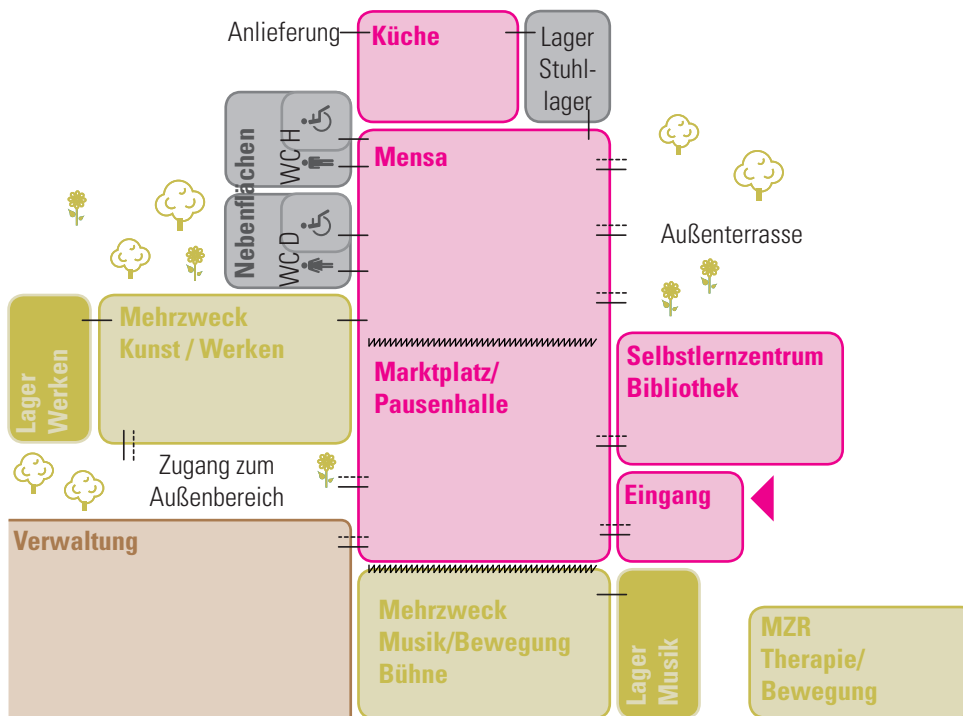 Anlieferung
Küche
Lager
Stuhl-
lager
Nebenflächen
WC H
WC D
Mensa
Außenterrasse
Lager
Werken
Mehrzweck
Kunst / Werken
Marktplatz/
Pausenhalle
Selbstlernzentrum
Bibliothek
Zugang zum
Außenbereich
Eingang
Verwaltung
Mehrzweck
Musik/Bewegung
Bühne
Lager
Musik
MZR
Therapie/
Bewegung